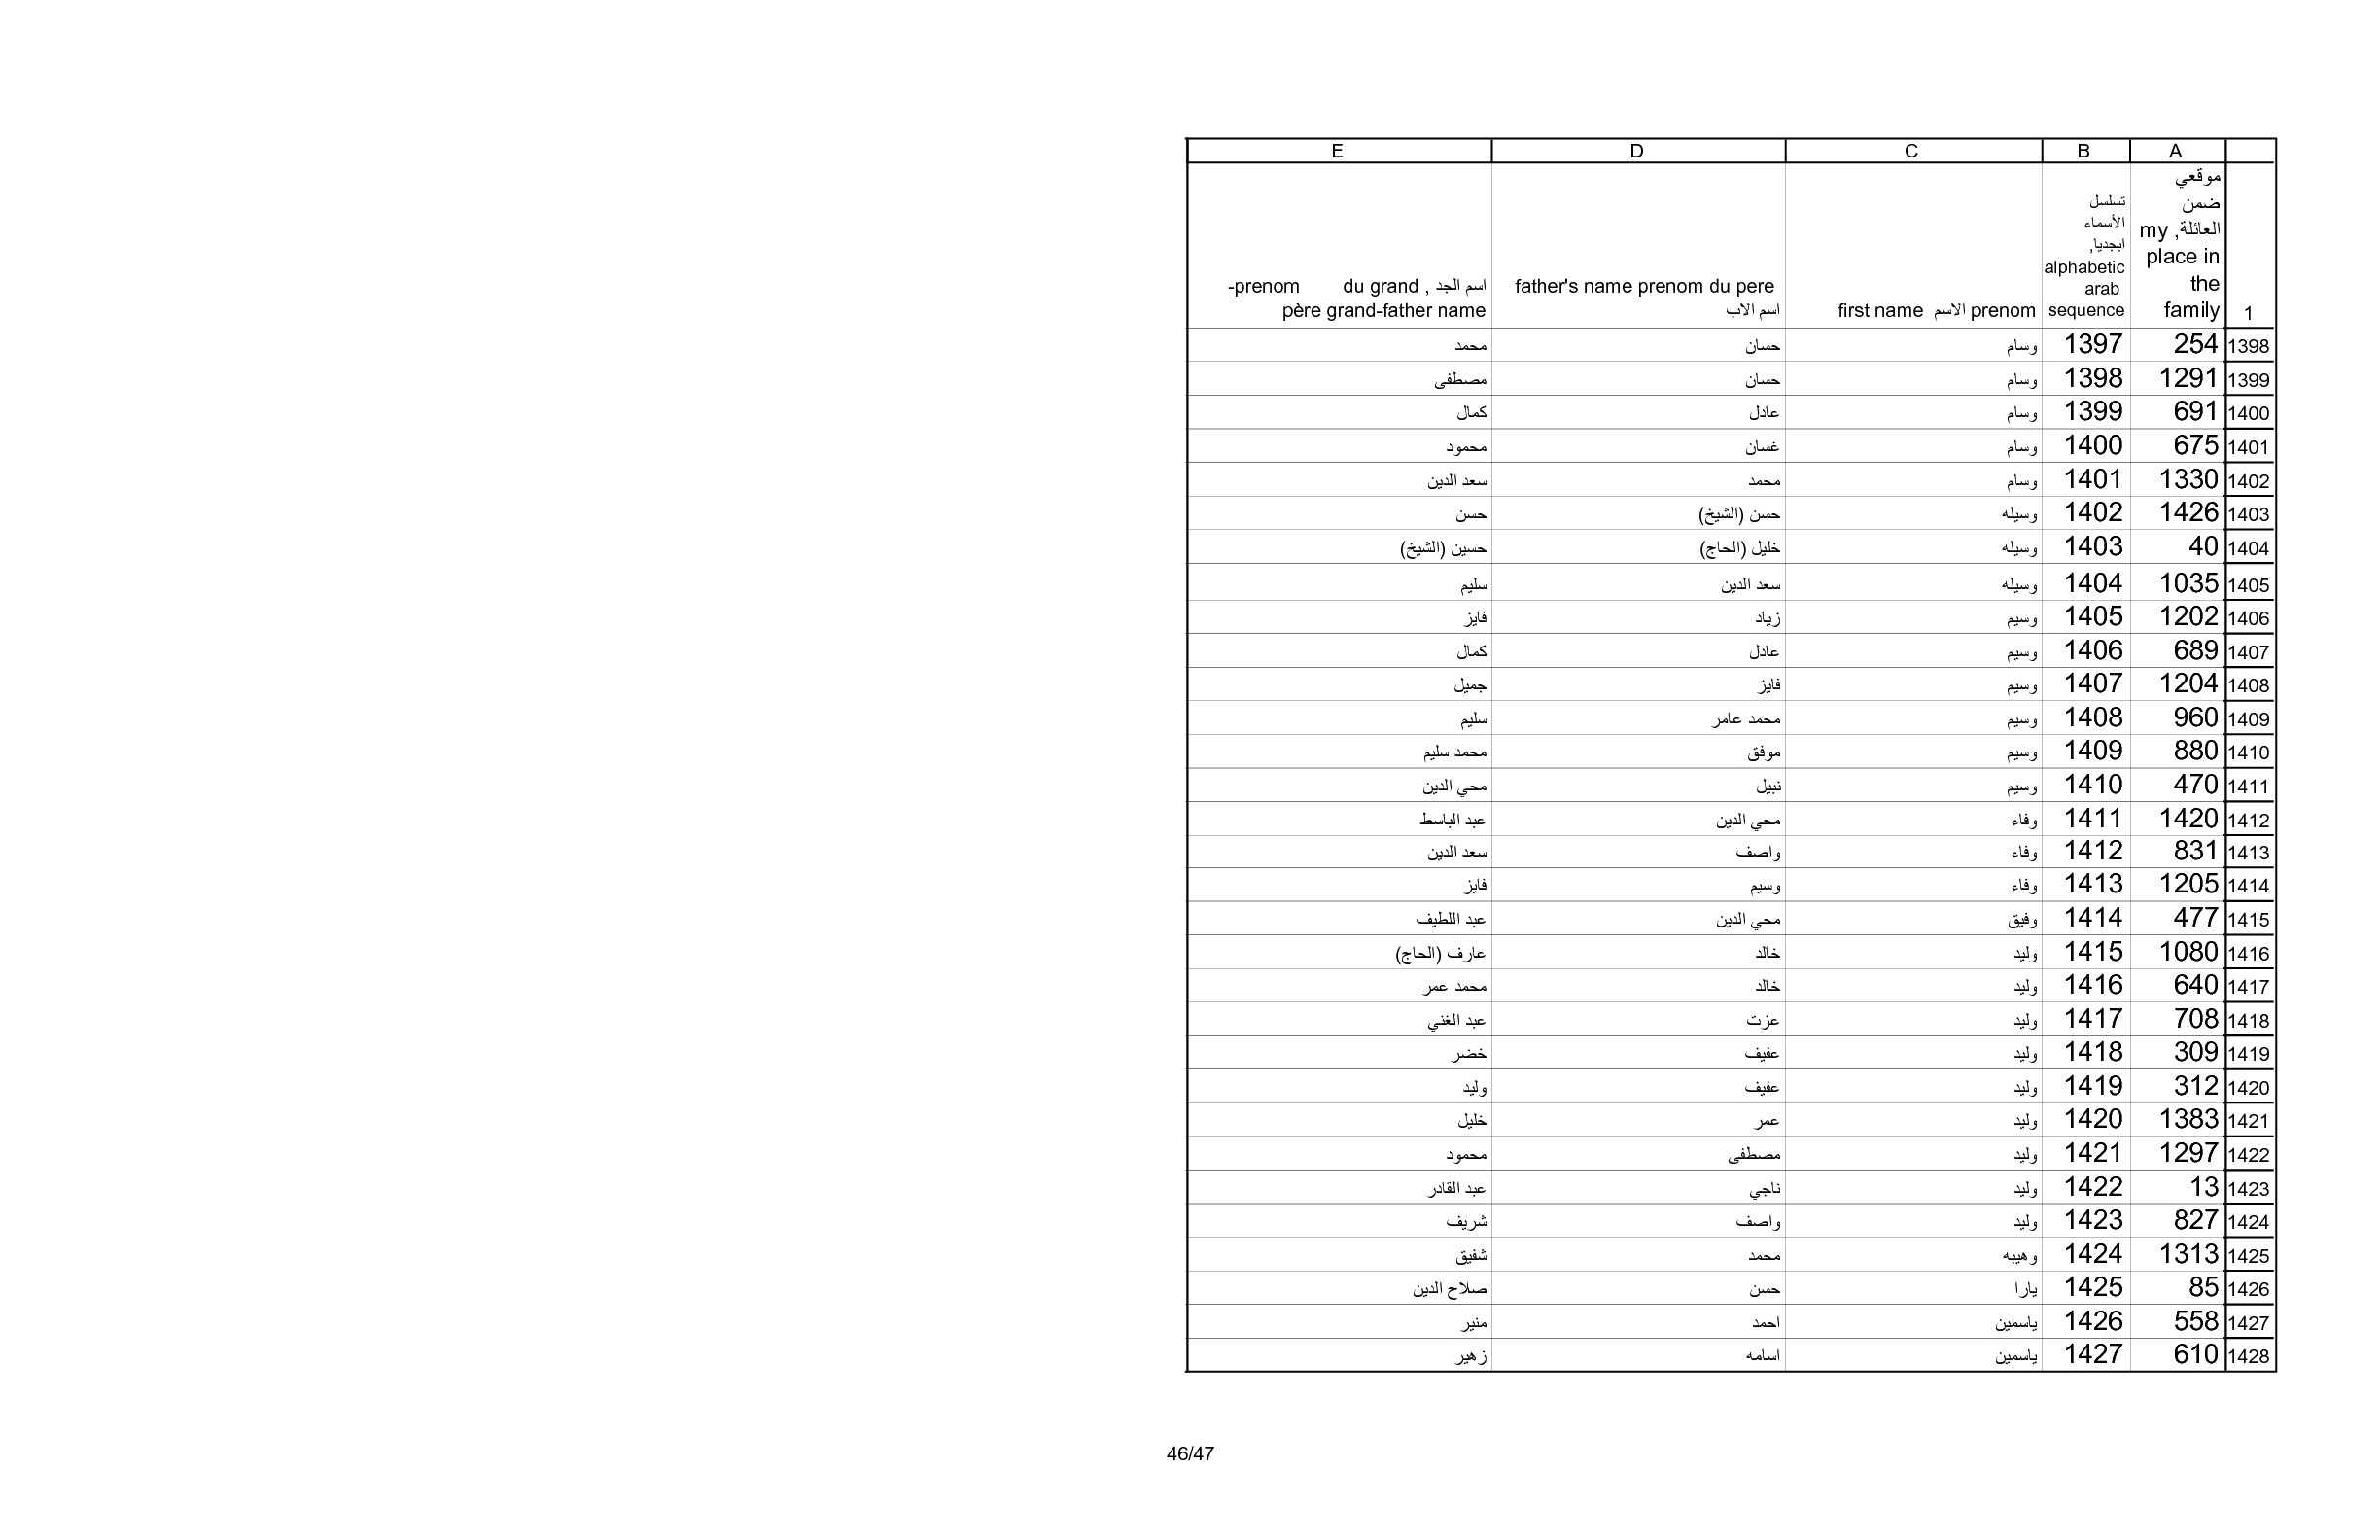 A B C D E
1 موقعي ضمن العائلة, my place in the family تسلسل الأسماء ابجديا, alphabetic arab sequence first name الاسم prenom father's name prenom du pere اسم الاب اسم الجد , du grand -prenom père grand-father name
1398 254 1397 وسام حسان محمد
1399 1291 1398 وسام حسان مصطفى
1400 691 1399 وسام عادل كمال
1401 675 1400 وسام غسان محمود
1402 1330 1401 وسام محمد سعد الدين
1403 1426 1402 وسيله حسن (الشيخ) حسن
1404 40 1403 وسيله خليل (الحاج) حسين (الشيخ)
1405 1035 1404 وسيله سعد الدين سليم
1406 1202 1405 وسيم زياد فايز
1407 689 1406 وسيم عادل كمال
1408 1204 1407 وسيم فايز جميل
1409 960 1408 وسيم محمد عامر سليم
1410 880 1409 وسيم موفق محمد سليم
1411 470 1410 وسيم نبيل محي الدين
1412 1420 1411 وفاء محي الدين عبد الباسط
1413 831 1412 وفاء واصف سعد الدين
1414 1205 1413 وفاء وسيم فايز
1415 477 1414 وفيق محي الدين عبد اللطيف
1416 1080 1415 وليد خالد عارف (الحاج)
1417 640 1416 وليد خالد محمد عمر
1418 708 1417 وليد عزت عبد الغني
1419 309 1418 وليد عفيف خضر
1420 312 1419 وليد عفيف وليد
1421 1383 1420 وليد عمر خليل
1422 1297 1421 وليد مصطفى محمود
1423 13 1422 وليد ناجي عبد القادر
1424 827 1423 وليد واصف شريف
1425 1313 1424 وهيبه محمد شفيق
1426 85 1425 يارا حسن صلاح الدين
1427 558 1426 ياسمين احمد منير
1428 610 1427 ياسمين اسامه زهير
46/47